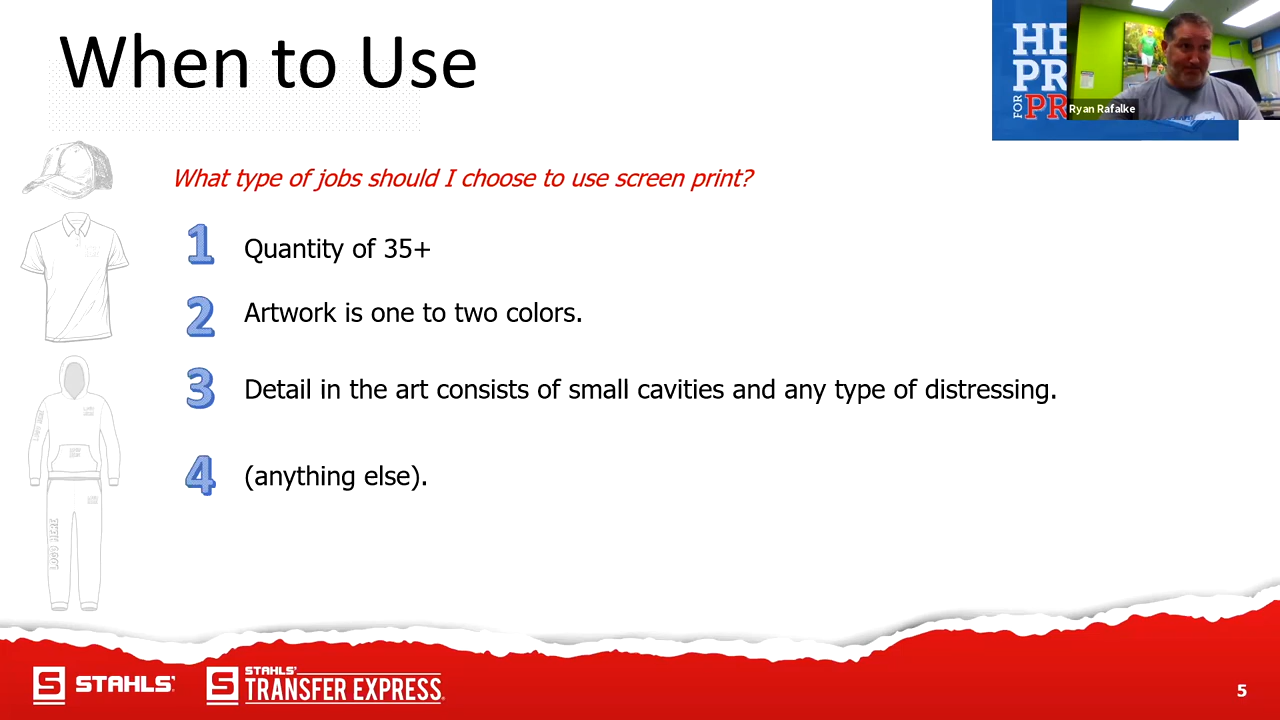 When to Use
HE
PR
FOR PR
Ryan Rafalke
What type of jobs should I choose to use screen print?
1 Quantity of 35+
2 Artwork is one to two colors.
3 Detail in the art consists of small cavities and any type of distressing.
4 (anything else).
LOGO HERE
S STAHLS'
S STAHLS' TRANSFER EXPRESS
5